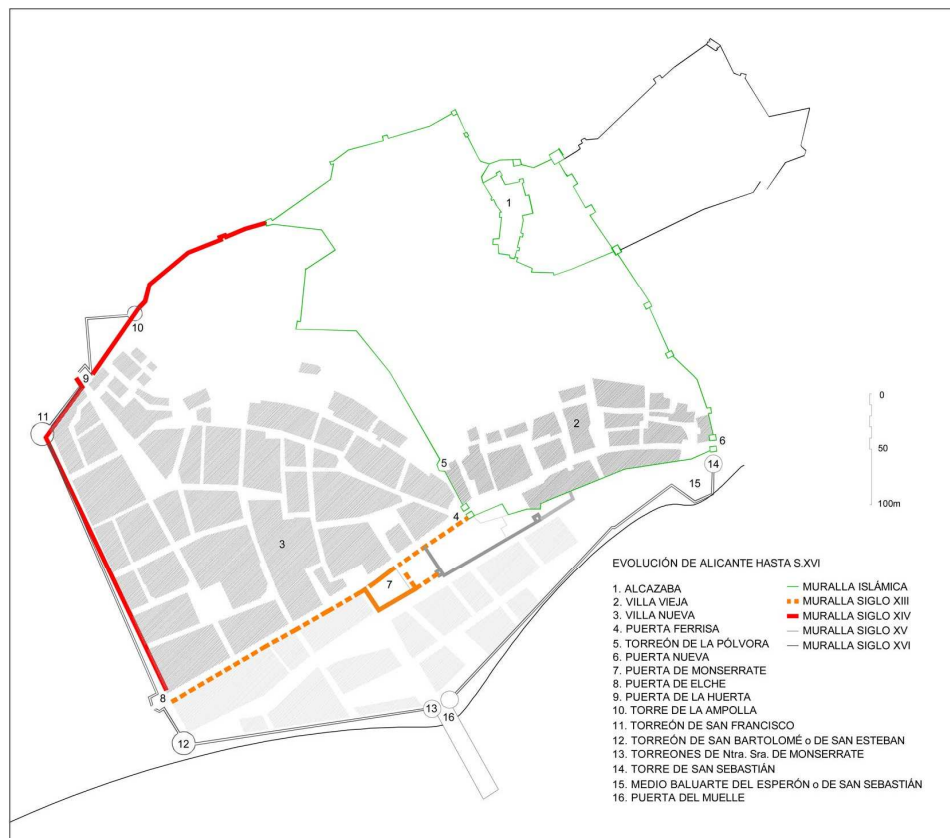 1
10
9
0
11
2
6
50
5
14
15
4
100m
3
7
8
13
16
12
EVOLUCIÓN DE ALICANTE HASTA S.XVI
1. ALCAZABA
2. VILLA VIEJA
3. VILLA NUEVA
4. PUERTA FERRISA
5. TORREÓN DE LA PÓLVORA
6. PUERTA NUEVA
7. PUERTA DE MONSERRATE
8. PUERTA DE ELCHE
9. PUERTA DE LA HUERTA
10. TORRE DE LA AMPOLLA
11. TORREÓN DE SAN FRANCISCO
12. TORREÓN DE SAN BARTOLOMÉ o DE SAN ESTEBAN
13. TORREONES DE Ntra. Sra. DE MONSERRATE
14. TORRE DE SAN SEBASTIÁN
15. MEDIO BALUARTE DEL ESPERÓN o DE SAN SEBASTIÁN
16. PUERTA DEL MUELLE
MURALLA ISLÁMICA
MURALLA SIGLO XIII
MURALLA SIGLO XIV
MURALLA SIGLO XV
MURALLA SIGLO XVI